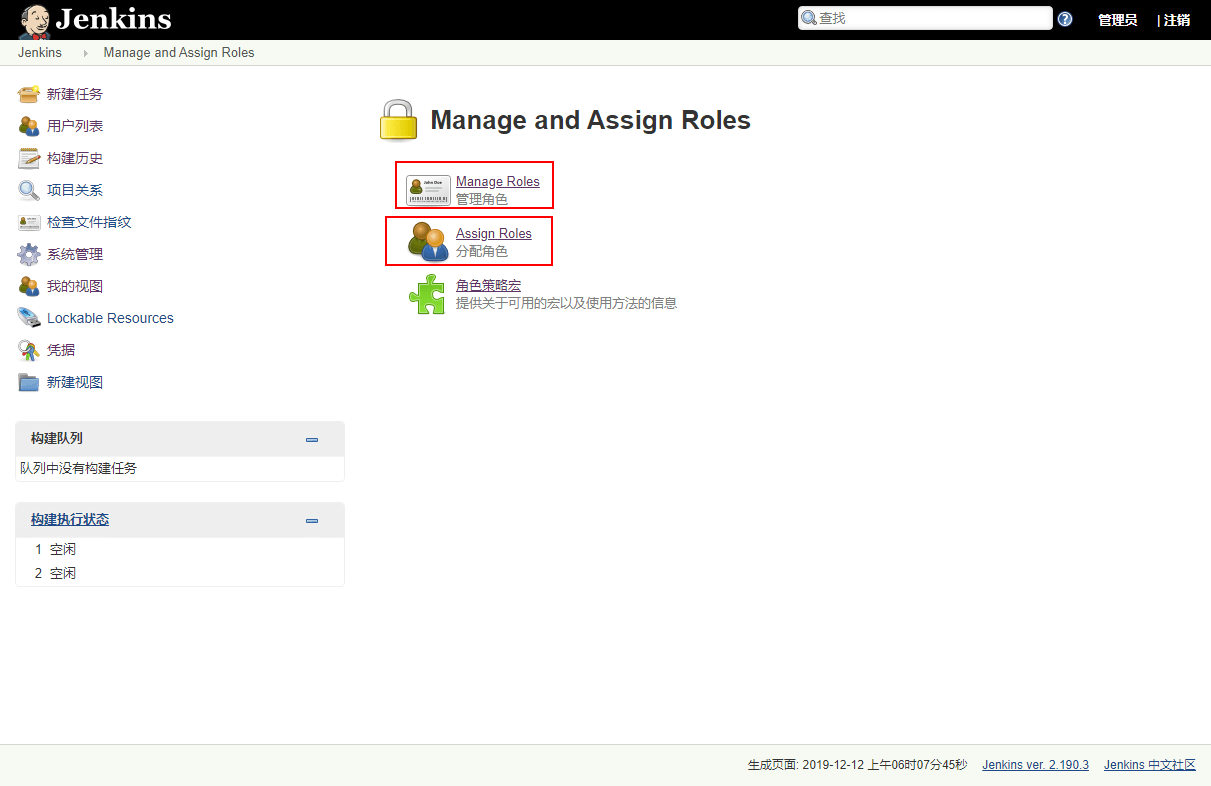 Jenkins
查找
管理员
| 注销
Jenkins
Manage and Assign Roles
新建任务
用户列表
构建历史
项目关系
检查文件指纹
系统管理
我的视图
Lockable Resources
凭据
新建视图
构建队列
队列中没有构建任务
构建执行状态
1 空闲
2 空闲
Manage and Assign Roles
John Doe
Manage Roles
管理角色
Assign Roles
分配角色
角色策略宏
提供关于可用的宏以及使用方法的信息
生成页面: 2019-12-12 上午06时07分45秒
Jenkins ver. 2.190.3
Jenkins 中文社区